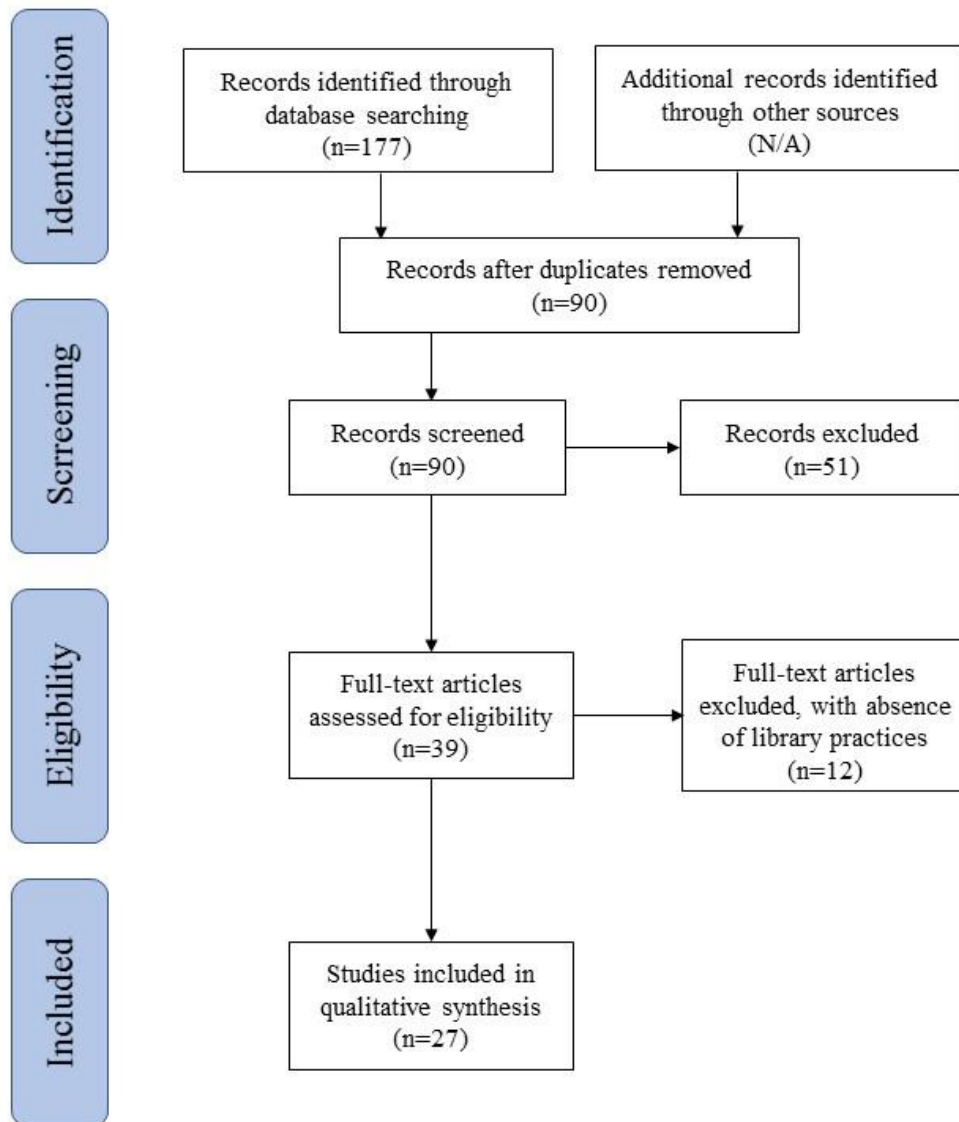 Identification
Records identified through
database searching
(n=177)
Additional records identified
through other sources
(N/A)
Records after duplicates removed
(n=90)
Scrreening
Records screened
(n=90)
Records excluded
(n=51)
Eligibility
Full-text articles
assessed for eligibility
(n=39)
Full-text articles
excluded, with absence
of library practices
(n=12)
Included
Studies included in
qualitative synthesis
(n=27)